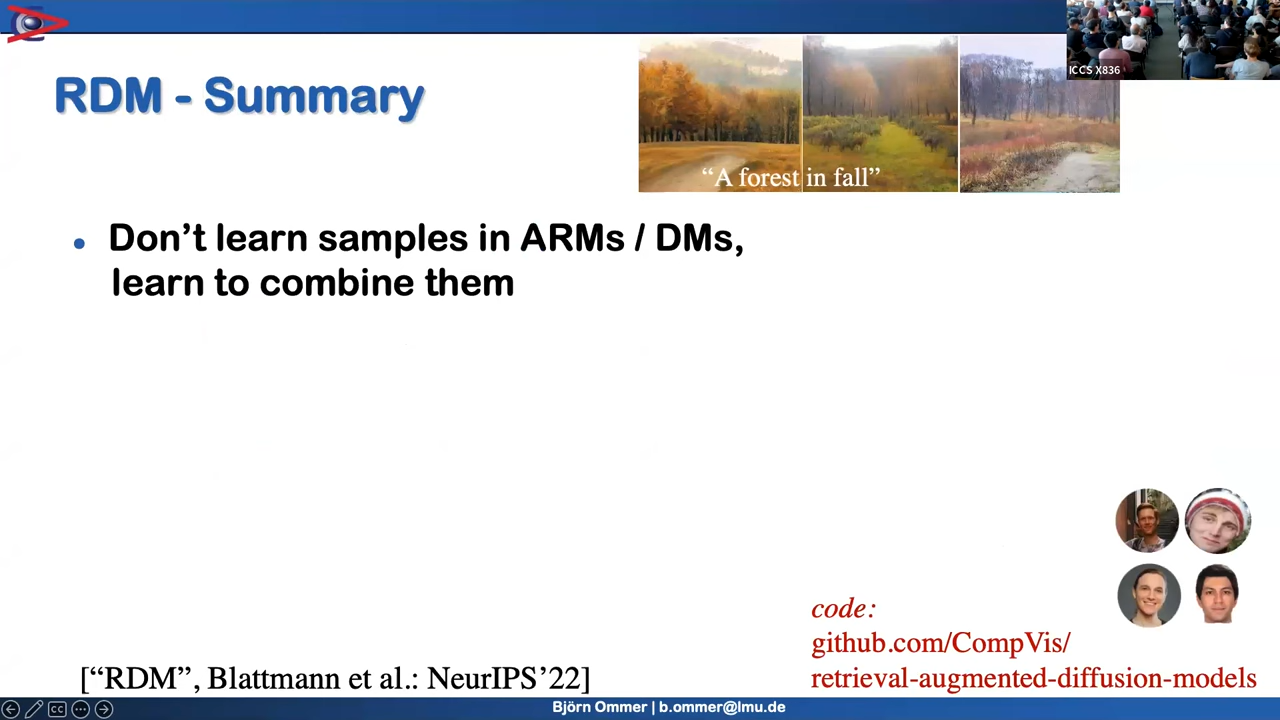 ICCS X836
RDM - Summary
“A forest in fall”
• Don’t learn samples in ARMs / DMs,
learn to combine them
code:
github.com/CompVis/
retrieval-augmented-diffusion-models
[“RDM”, Blattmann et al.: NeurIPS’22]
Björn Ommer | b.ommer@lmu.de
CC